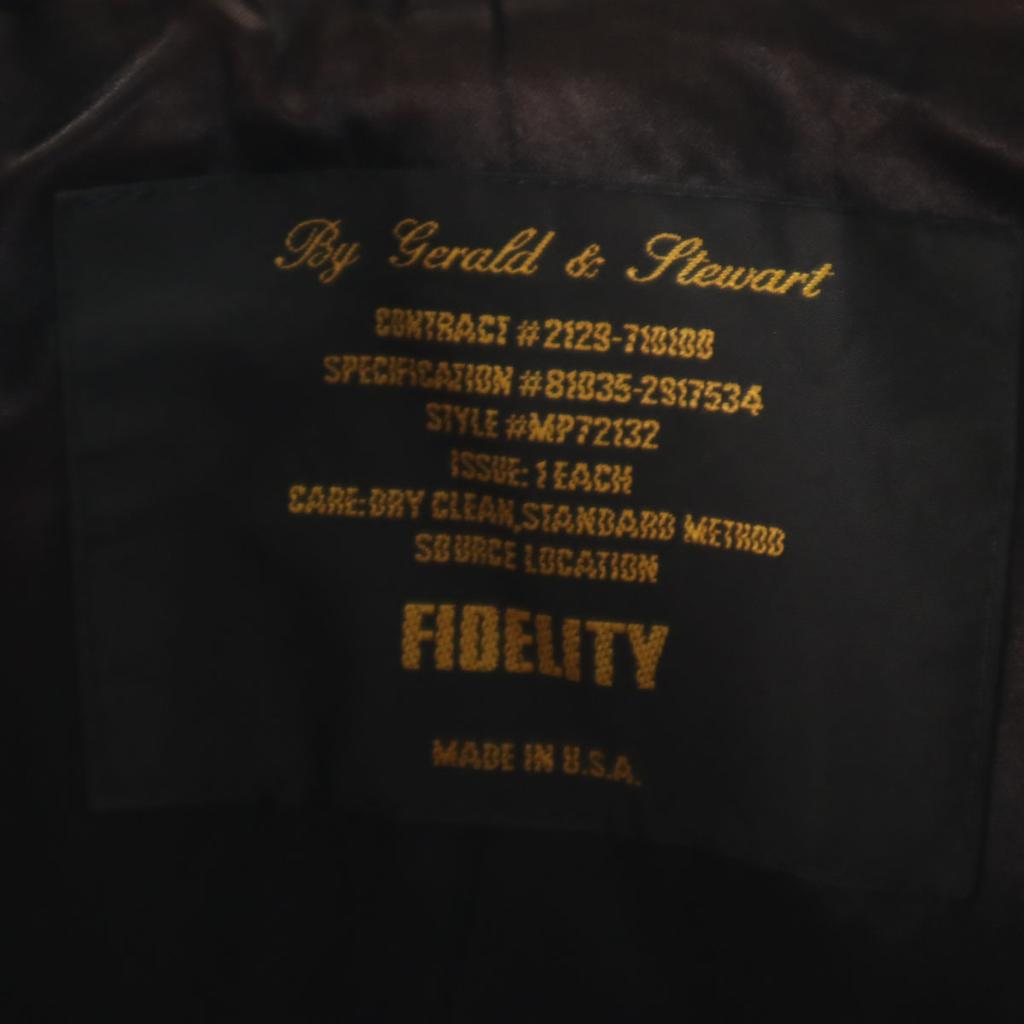 By Gerald & Stewart
CONTRACT #2129-710100
SPECIFICATION #81035-2917534
STYLE #MP72132
ISSUE: 1 EACH
CARE:DRY CLEAN,STANDARD METHOD
SOURCE LOCATION
FIDELITY
MADE IN U.S.A.